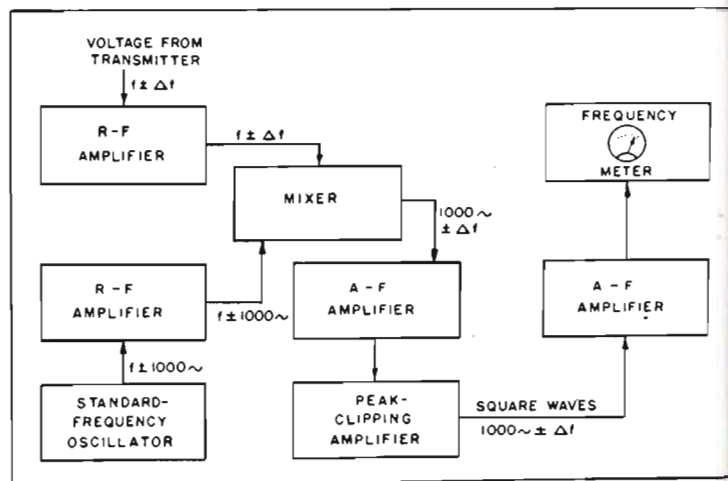 VOLTAGE FROM
TRANSMITTER
f ± Δf
R-F
AMPLIFIER
f ± Δf
MIXER
1000~
± Δf
FREQUENCY
METER
R-F
AMPLIFIER
f ± 1000~
A-F
AMPLIFIER
A-F
AMPLIFIER
f ± 1000~
STANDARD-
FREQUENCY
OSCILLATOR
PEAK-
CLIPPING
AMPLIFIER
SQUARE WAVES
1000~ ± Δf